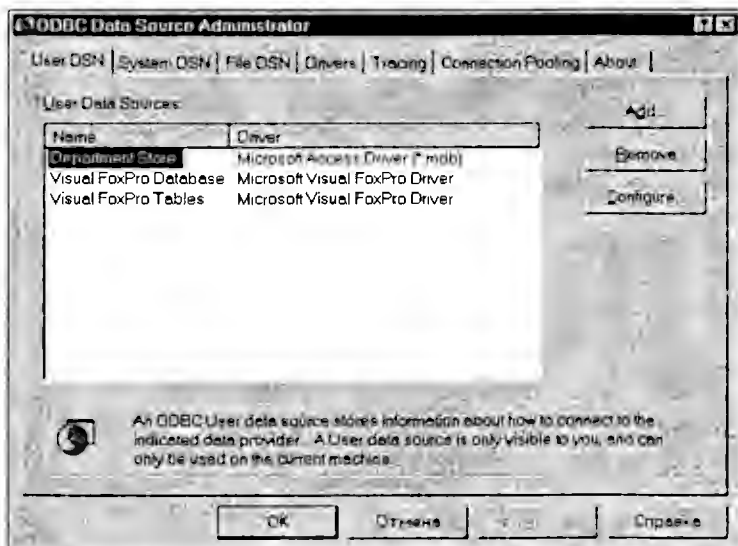 ODBC Data Source Administrator
User DSN System DSN File DSN Drivers Tracing Connection Pooling About
User Data Sources:
Add...
Name Driver
Department Store Microsoft Access Driver (*.mdb)
Remove
Visual FoxPro Database Microsoft Visual FoxPro Driver
Visual FoxPro Tables Microsoft Visual FoxPro Driver
Configure...
An ODBC User data source stores information about how to connect to the
indicated data provider. A User data source is only visible to you, and can
only be used on the current machine.
OK Отмена Справка